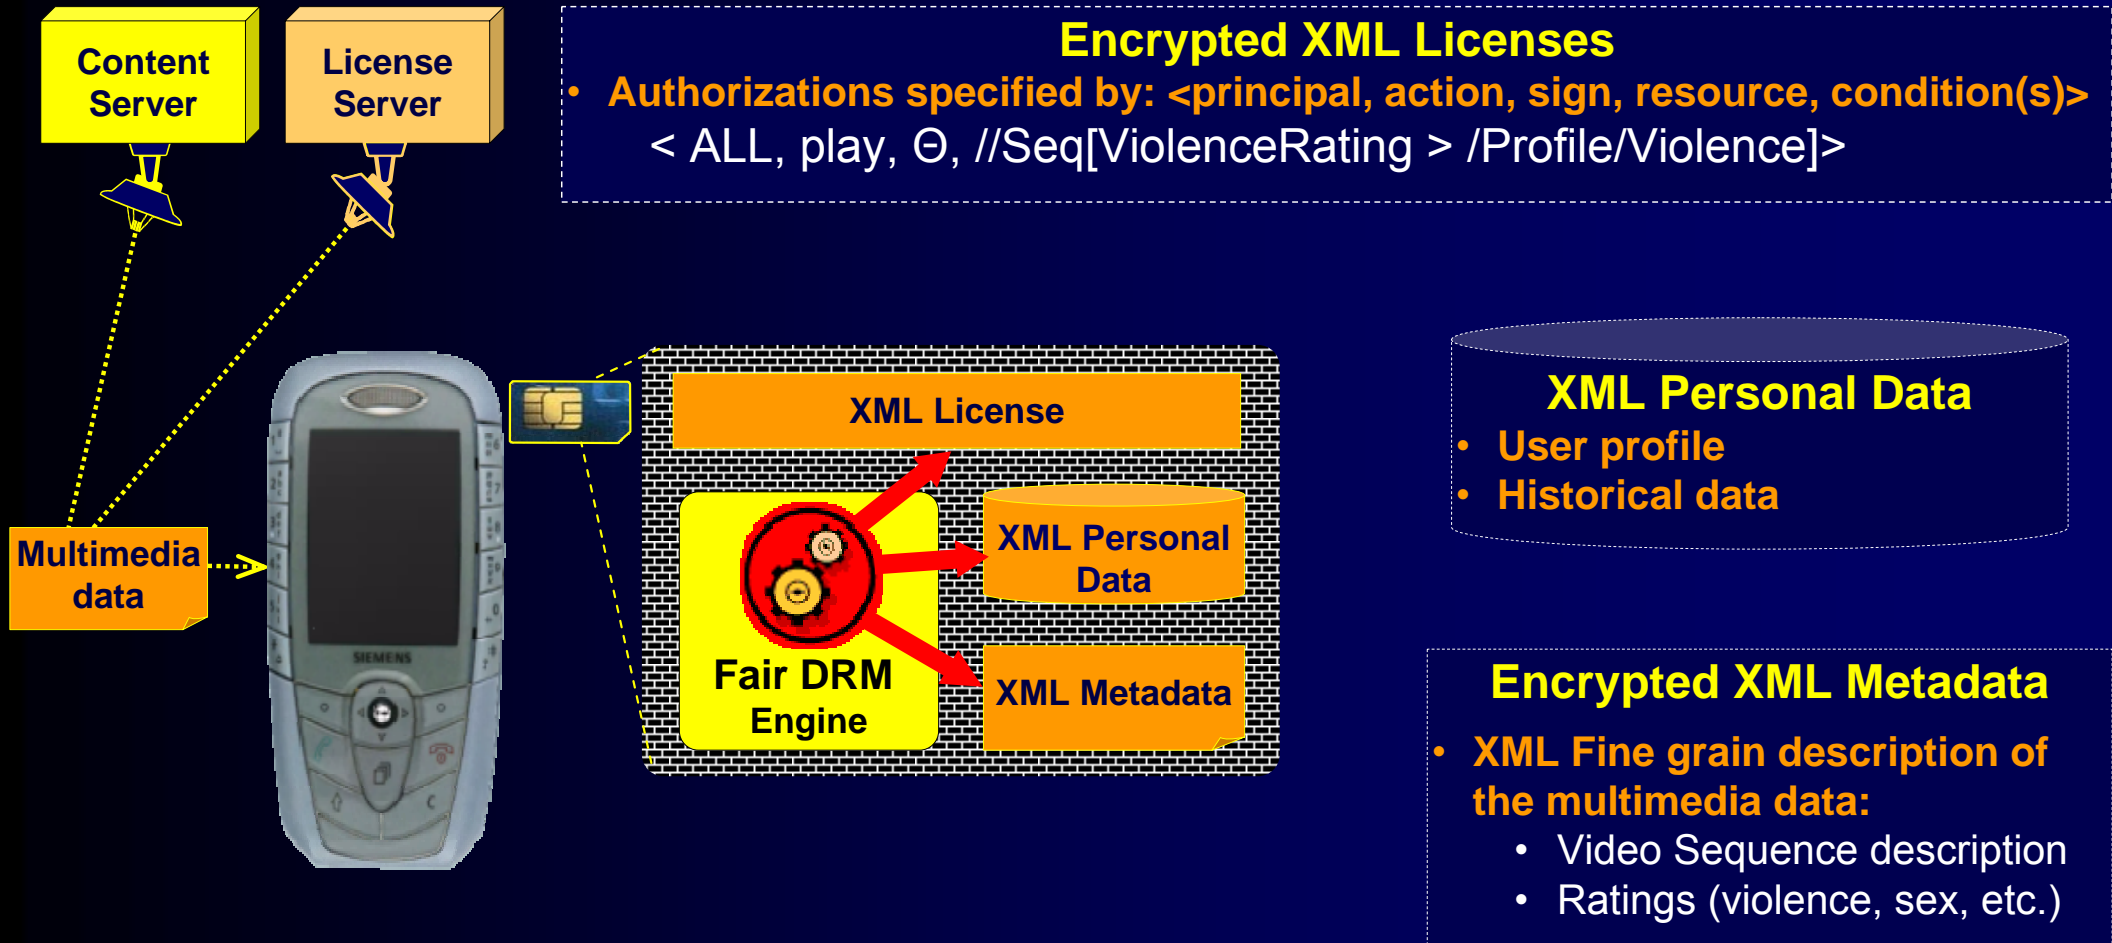 Content
Server
License
Server
Encrypted XML Licenses
• Authorizations specified by: <principal, action, sign, resource, condition(s)>
< ALL, play, Θ, //Seq[ViolenceRating > /Profile/Violence]>
Multimedia
data
SIEMENS
XML License
Fair DRM
Engine
XML Personal
Data
XML Metadata
XML Personal Data
• User profile
• Historical data
Encrypted XML Metadata
• XML Fine grain description of
the multimedia data:
• Video Sequence description
• Ratings (violence, sex, etc.)